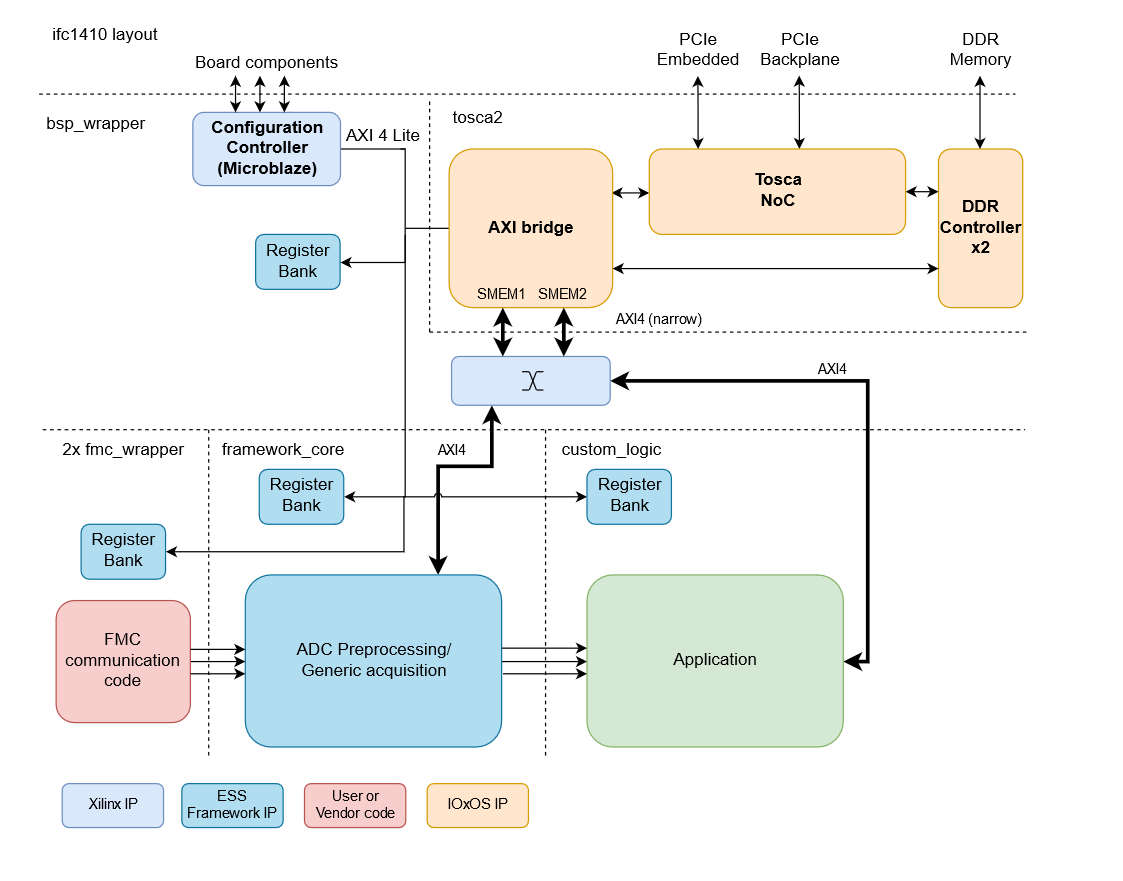 ifc1410 layout
Board components
PCIe
Embedded
PCIe
Backplane
DDR
Memory
bsp_wrapper
Configuration
Controller
(Microblaze)
AXI 4 Lite
tosca2
AXI bridge
Tosca
NoC
DDR
Controller
x2
Register
Bank
SMEM1
SMEM2
AXI4 (narrow)
AXI4
2x fmc_wrapper
framework_core
AXI4
custom_logic
Register
Bank
Register
Bank
Register
Bank
FMC
communication
code
ADC Preprocessing/
Generic acquisition
Application
Xilinx IP
ESS
Framework IP
User or
Vendor code
IOxOS IP